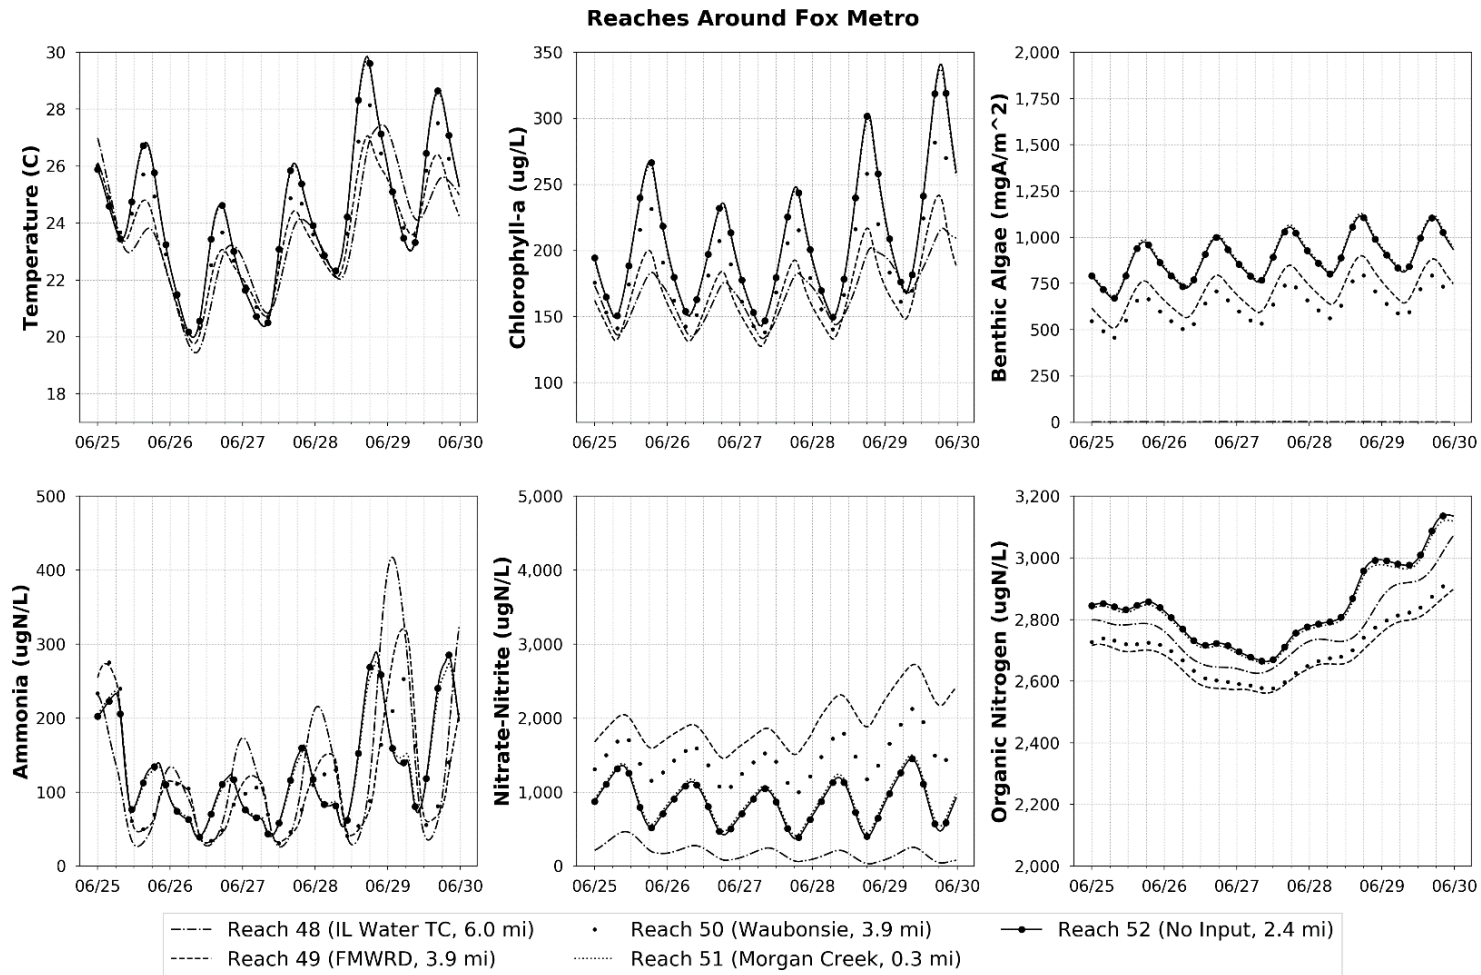 Reaches Around Fox Metro
Temperature (C)
30
28
26
24
22
20
18
06/25 06/26 06/27 06/28 06/29 06/30
Chlorophyll-a (ug/L)
350
300
250
200
150
100
06/25 06/26 06/27 06/28 06/29 06/30
Benthic Algae (mgA/m^2)
2,000
1,750
1,500
1,250
1,000
750
500
250
0
06/25 06/26 06/27 06/28 06/29 06/30
Ammonia (ugN/L)
500
400
300
200
100
0
06/25 06/26 06/27 06/28 06/29 06/30
Nitrate-Nitrite (ugN/L)
5,000
4,000
3,000
2,000
1,000
0
06/25 06/26 06/27 06/28 06/29 06/30
Organic Nitrogen (ugN/L)
3,200
3,000
2,800
2,600
2,400
2,200
2,000
06/25 06/26 06/27 06/28 06/29 06/30
Reach 48 (IL Water TC, 6.0 mi)
Reach 49 (FMWRD, 3.9 mi)
Reach 50 (Waubonsie, 3.9 mi)
Reach 51 (Morgan Creek, 0.3 mi)
Reach 52 (No Input, 2.4 mi)